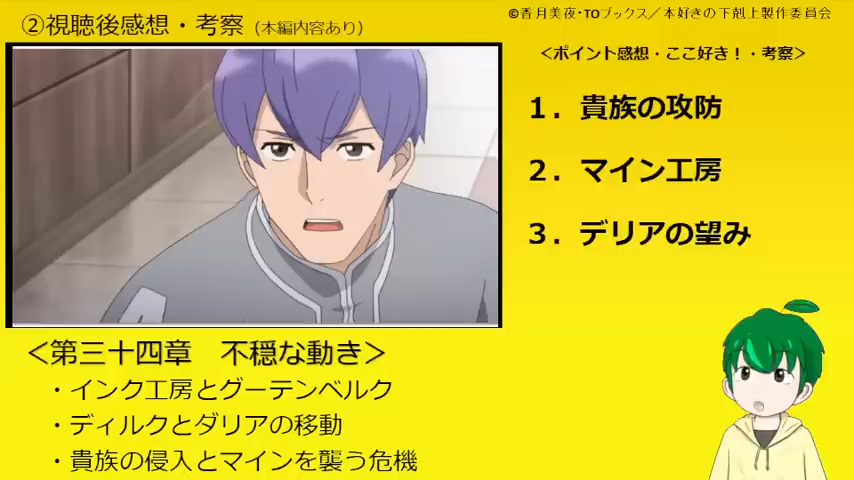 ②視聴後感想・考察 (本編内容あり)
©香月美夜・TOブックス／本好きの下剋上製作委員会
＜ポイント感想・ここ好き！・考察＞
１．貴族の攻防
２．マイン工房
３．デリアの望み
＜第三十四章　不穏な動き＞
・インク工房とグーテンベルク
・ディルクとダリアの移動
・貴族の侵入とマインを襲う危機